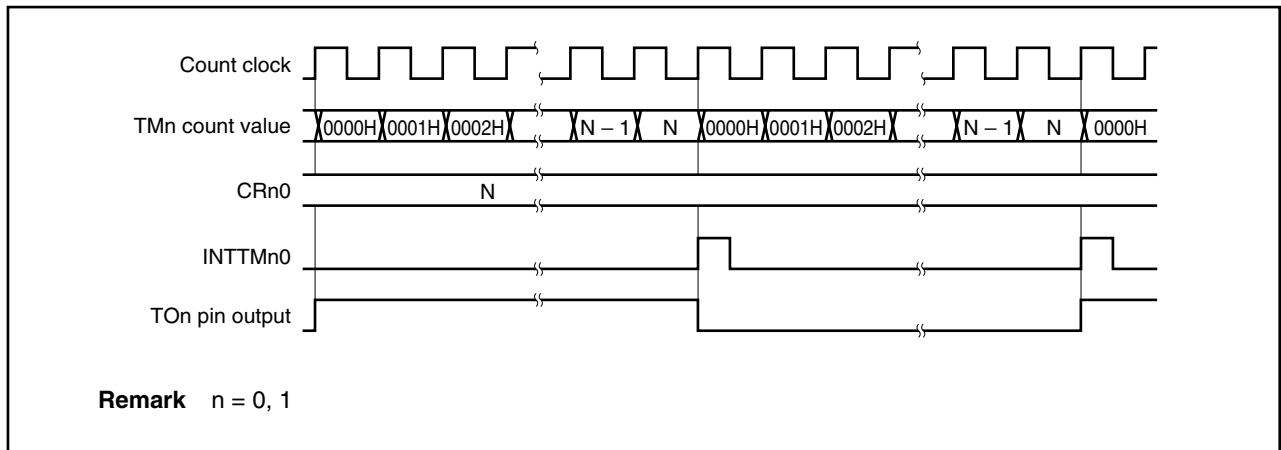 Count clock
TMn count value 0000H 0001H 0002H N – 1 N 0000H 0001H 0002H N – 1 N 0000H
CRn0 N
INTTMn0
TOn pin output
Remark n = 0, 1